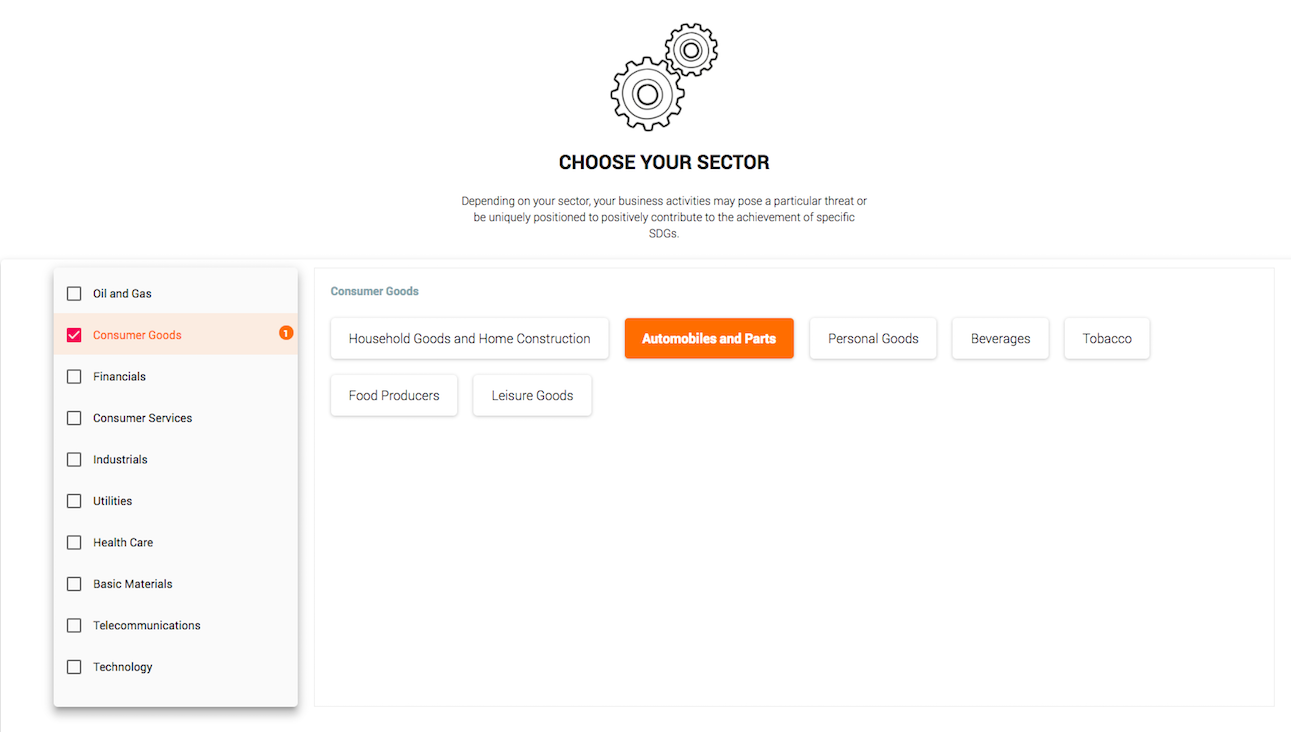 CHOOSE YOUR SECTOR
Depending on your sector, your business activities may pose a particular threat or
be uniquely positioned to positively contribute to the achievement of specific
SDGs.
Oil and Gas
Consumer Goods
1
Financials
Consumer Services
Industrials
Utilities
Health Care
Basic Materials
Telecommunications
Technology
Consumer Goods
Household Goods and Home Construction
Automobiles and Parts
Personal Goods
Beverages
Tobacco
Food Producers
Leisure Goods